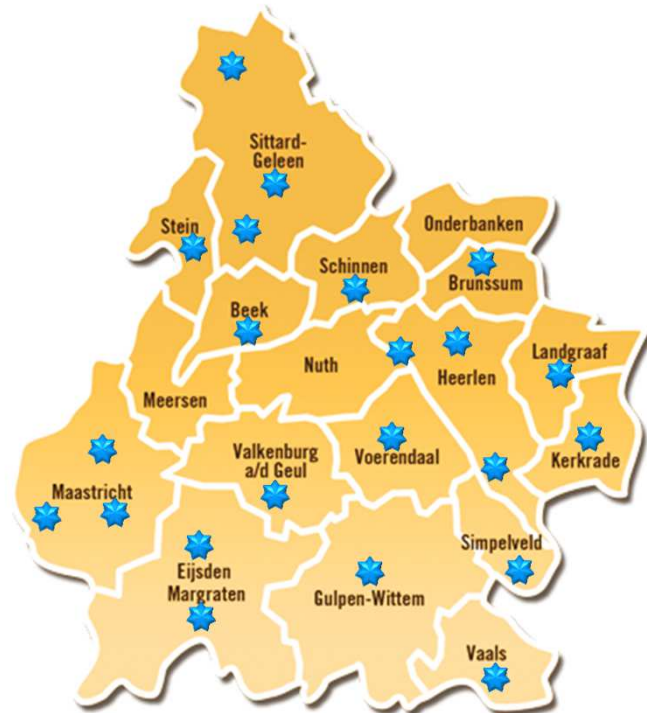 Sittard-
Geleen
Stein
Onderbanken
Schinnen
Brunssum
Beek
Landgraaf
Nuth
Heerlen
Meersen
Valkenburg
a/d Geul
Voerendaal
Kerkrade
Maastricht
Simpelveld
Eijsden
Margraten
Gulpen-Wittem
Vaals